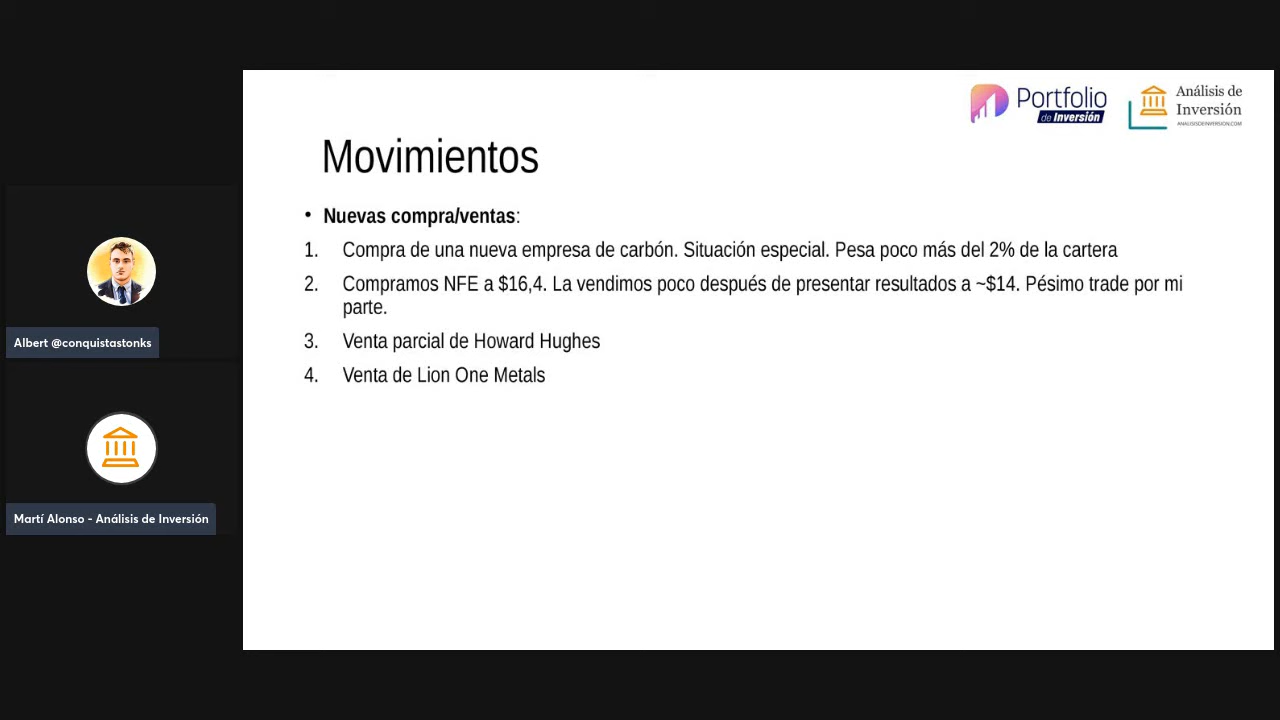 Portfolio
de Inversión
Análisis de
Inversión
ANALISISDEINVERSION.COM
Movimientos
• Nuevas compra/ventas:
1. Compra de una nueva empresa de carbón. Situación especial. Pesa poco más del 2% de la cartera
2. Compramos NFE a $16,4. La vendimos poco después de presentar resultados a ~$14. Pésimo trade por mi
parte.
3. Venta parcial de Howard Hughes
4. Venta de Lion One Metals
Albert @conquistastonks
Martí Alonso - Análisis de Inversión